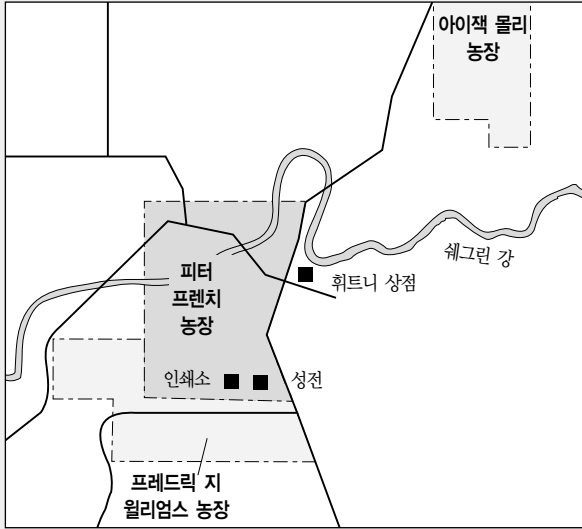 아이잭 몰리
농장
쉐그린 강
휘트니 상점
피터
프렌치
농장
인쇄소
성전
프레드릭 지
윌리엄스 농장